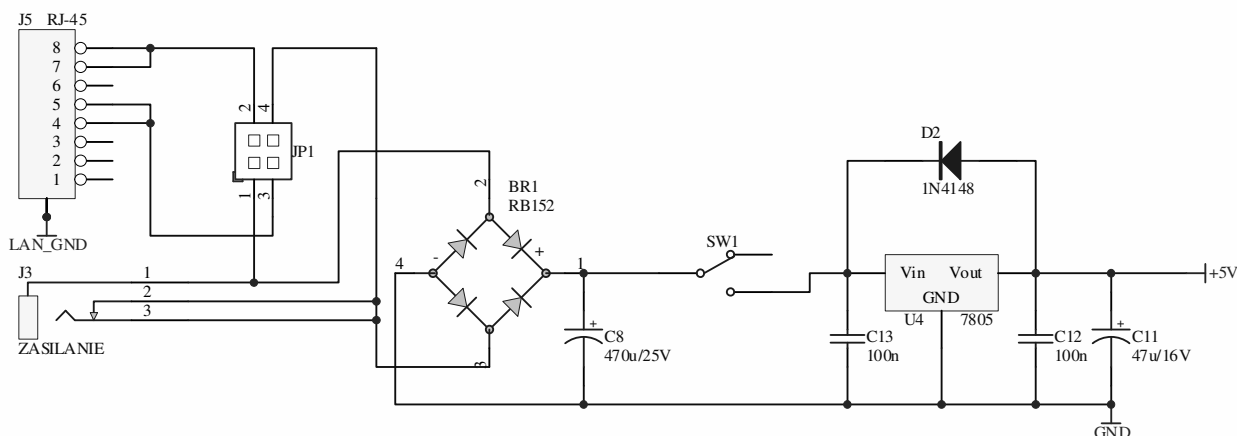 J5 RJ-45
8
7
6
5
4
3
2
1
LAN_GND
2 4
JP1
1 3
J3
1
2
3
ZASILANIE
2
BR1
RB152
4
-
+
1
3
C8
+
470u/25V
SW1
D2
1N4148
Vin Vout
GND
U4 7805
C13
100n
C12
100n
+
C11
47u/16V
+5V
GND